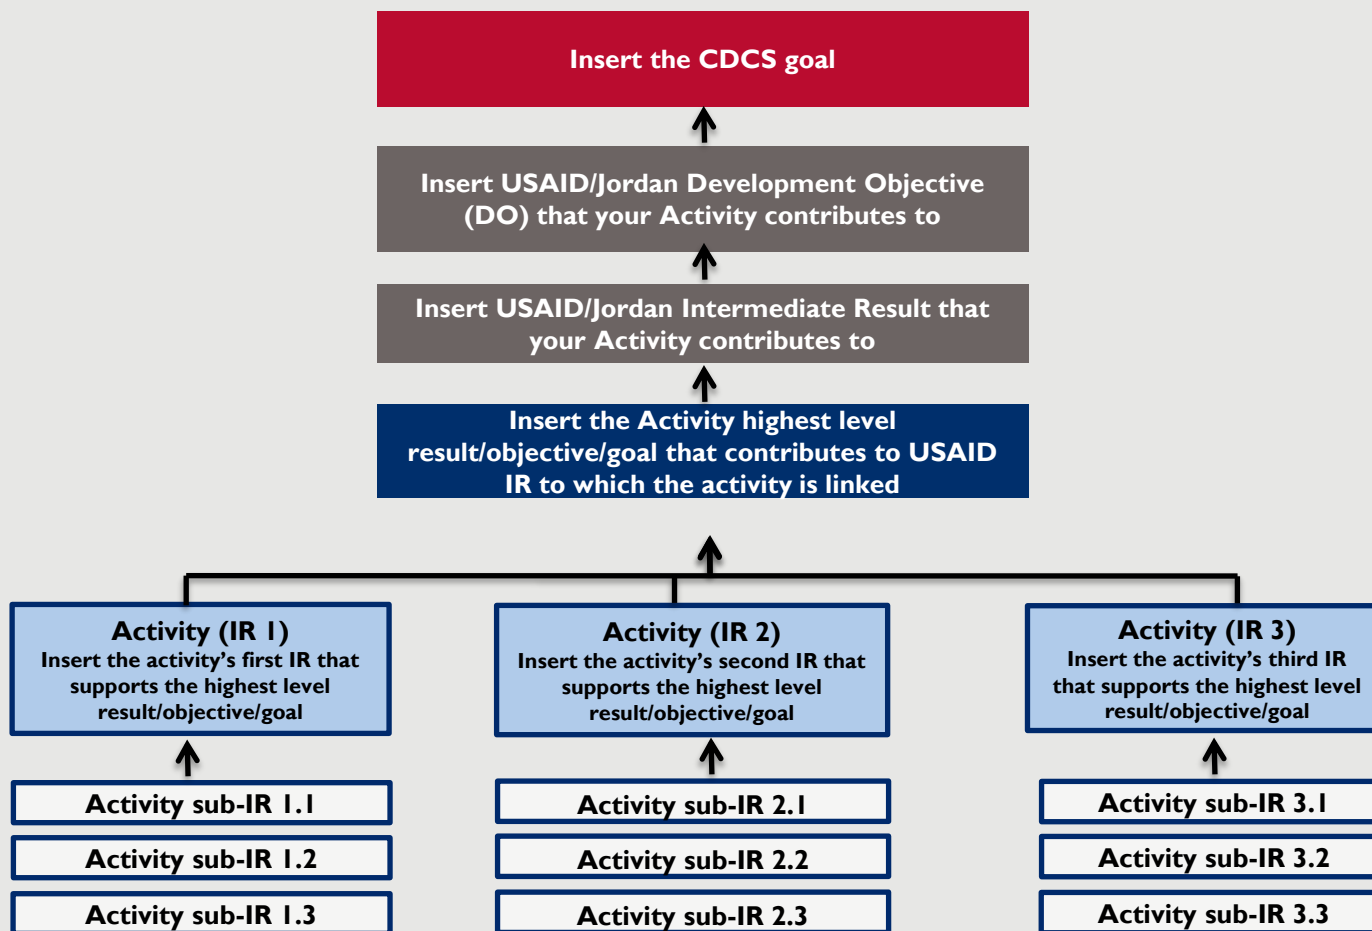 Insert the CDCS goal
Insert USAID/Jordan Development Objective
(DO) that your Activity contributes to
Insert USAID/Jordan Intermediate Result that
your Activity contributes to
Insert the Activity highest level
result/objective/goal that contributes to USAID
IR to which the activity is linked
Activity (IR 1)
Insert the activity’s first IR that
supports the highest level
result/objective/goal
Activity (IR 2)
Insert the activity’s second IR that
supports the highest level
result/objective/goal
Activity (IR 3)
Insert the activity’s third IR
that supports the highest level
result/objective/goal
Activity sub-IR 1.1
Activity sub-IR 1.2
Activity sub-IR 1.3
Activity sub-IR 2.1
Activity sub-IR 2.2
Activity sub-IR 2.3
Activity sub-IR 3.1
Activity sub-IR 3.2
Activity sub-IR 3.3